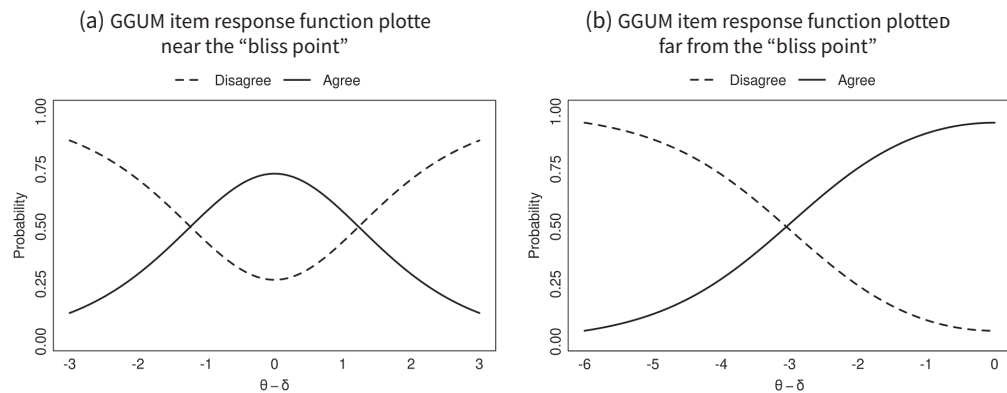 (a) GGUM item response function plotte
near the “bliss point”
Disagree Agree
1.00
0.75
0.50
0.25
0.00
Probability
-3 -2 -1 0 1 2 3
θ – δ
(b) GGUM item response function plotteD
far from the “bliss point”
Disagree Agree
1.00
0.75
0.50
0.25
0.00
Probability
-6 -5 -4 -3 -2 -1 0
θ – δ